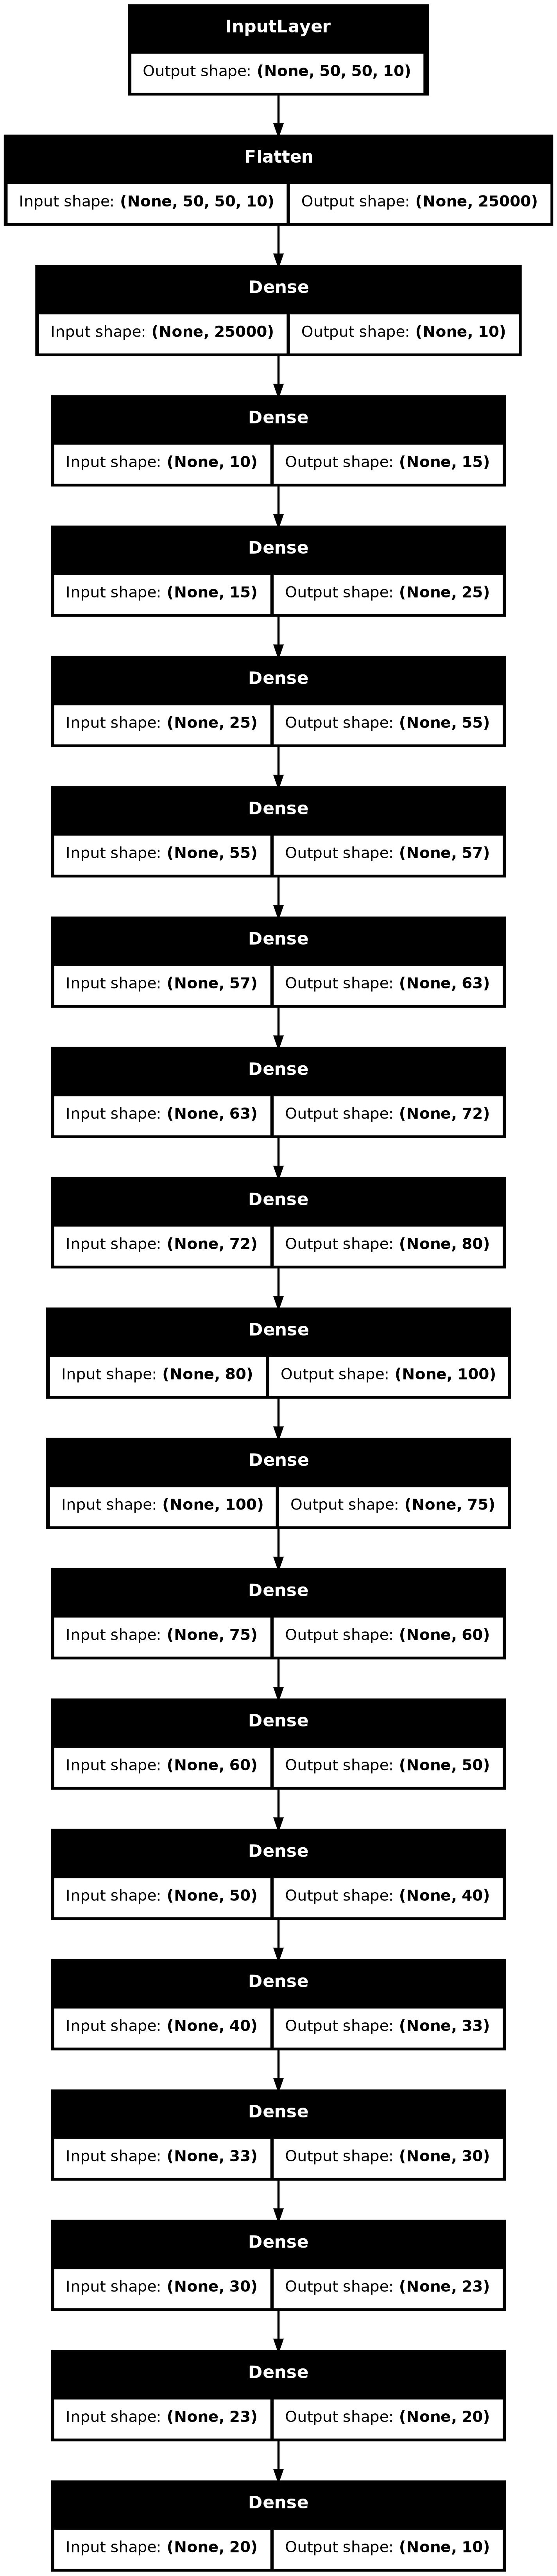 InputLayer
Output shape: (None, 50, 50, 10)
Flatten
Input shape: (None, 50, 50, 10) Output shape: (None, 25000)
Dense
Input shape: (None, 25000) Output shape: (None, 10)
Dense
Input shape: (None, 10) Output shape: (None, 15)
Dense
Input shape: (None, 15) Output shape: (None, 25)
Dense
Input shape: (None, 25) Output shape: (None, 55)
Dense
Input shape: (None, 55) Output shape: (None, 57)
Dense
Input shape: (None, 57) Output shape: (None, 63)
Dense
Input shape: (None, 63) Output shape: (None, 72)
Dense
Input shape: (None, 72) Output shape: (None, 80)
Dense
Input shape: (None, 80) Output shape: (None, 100)
Dense
Input shape: (None, 100) Output shape: (None, 75)
Dense
Input shape: (None, 75) Output shape: (None, 60)
Dense
Input shape: (None, 60) Output shape: (None, 50)
Dense
Input shape: (None, 50) Output shape: (None, 40)
Dense
Input shape: (None, 40) Output shape: (None, 33)
Dense
Input shape: (None, 33) Output shape: (None, 30)
Dense
Input shape: (None, 30) Output shape: (None, 23)
Dense
Input shape: (None, 23) Output shape: (None, 20)
Dense
Input shape: (None, 20) Output shape: (None, 10)